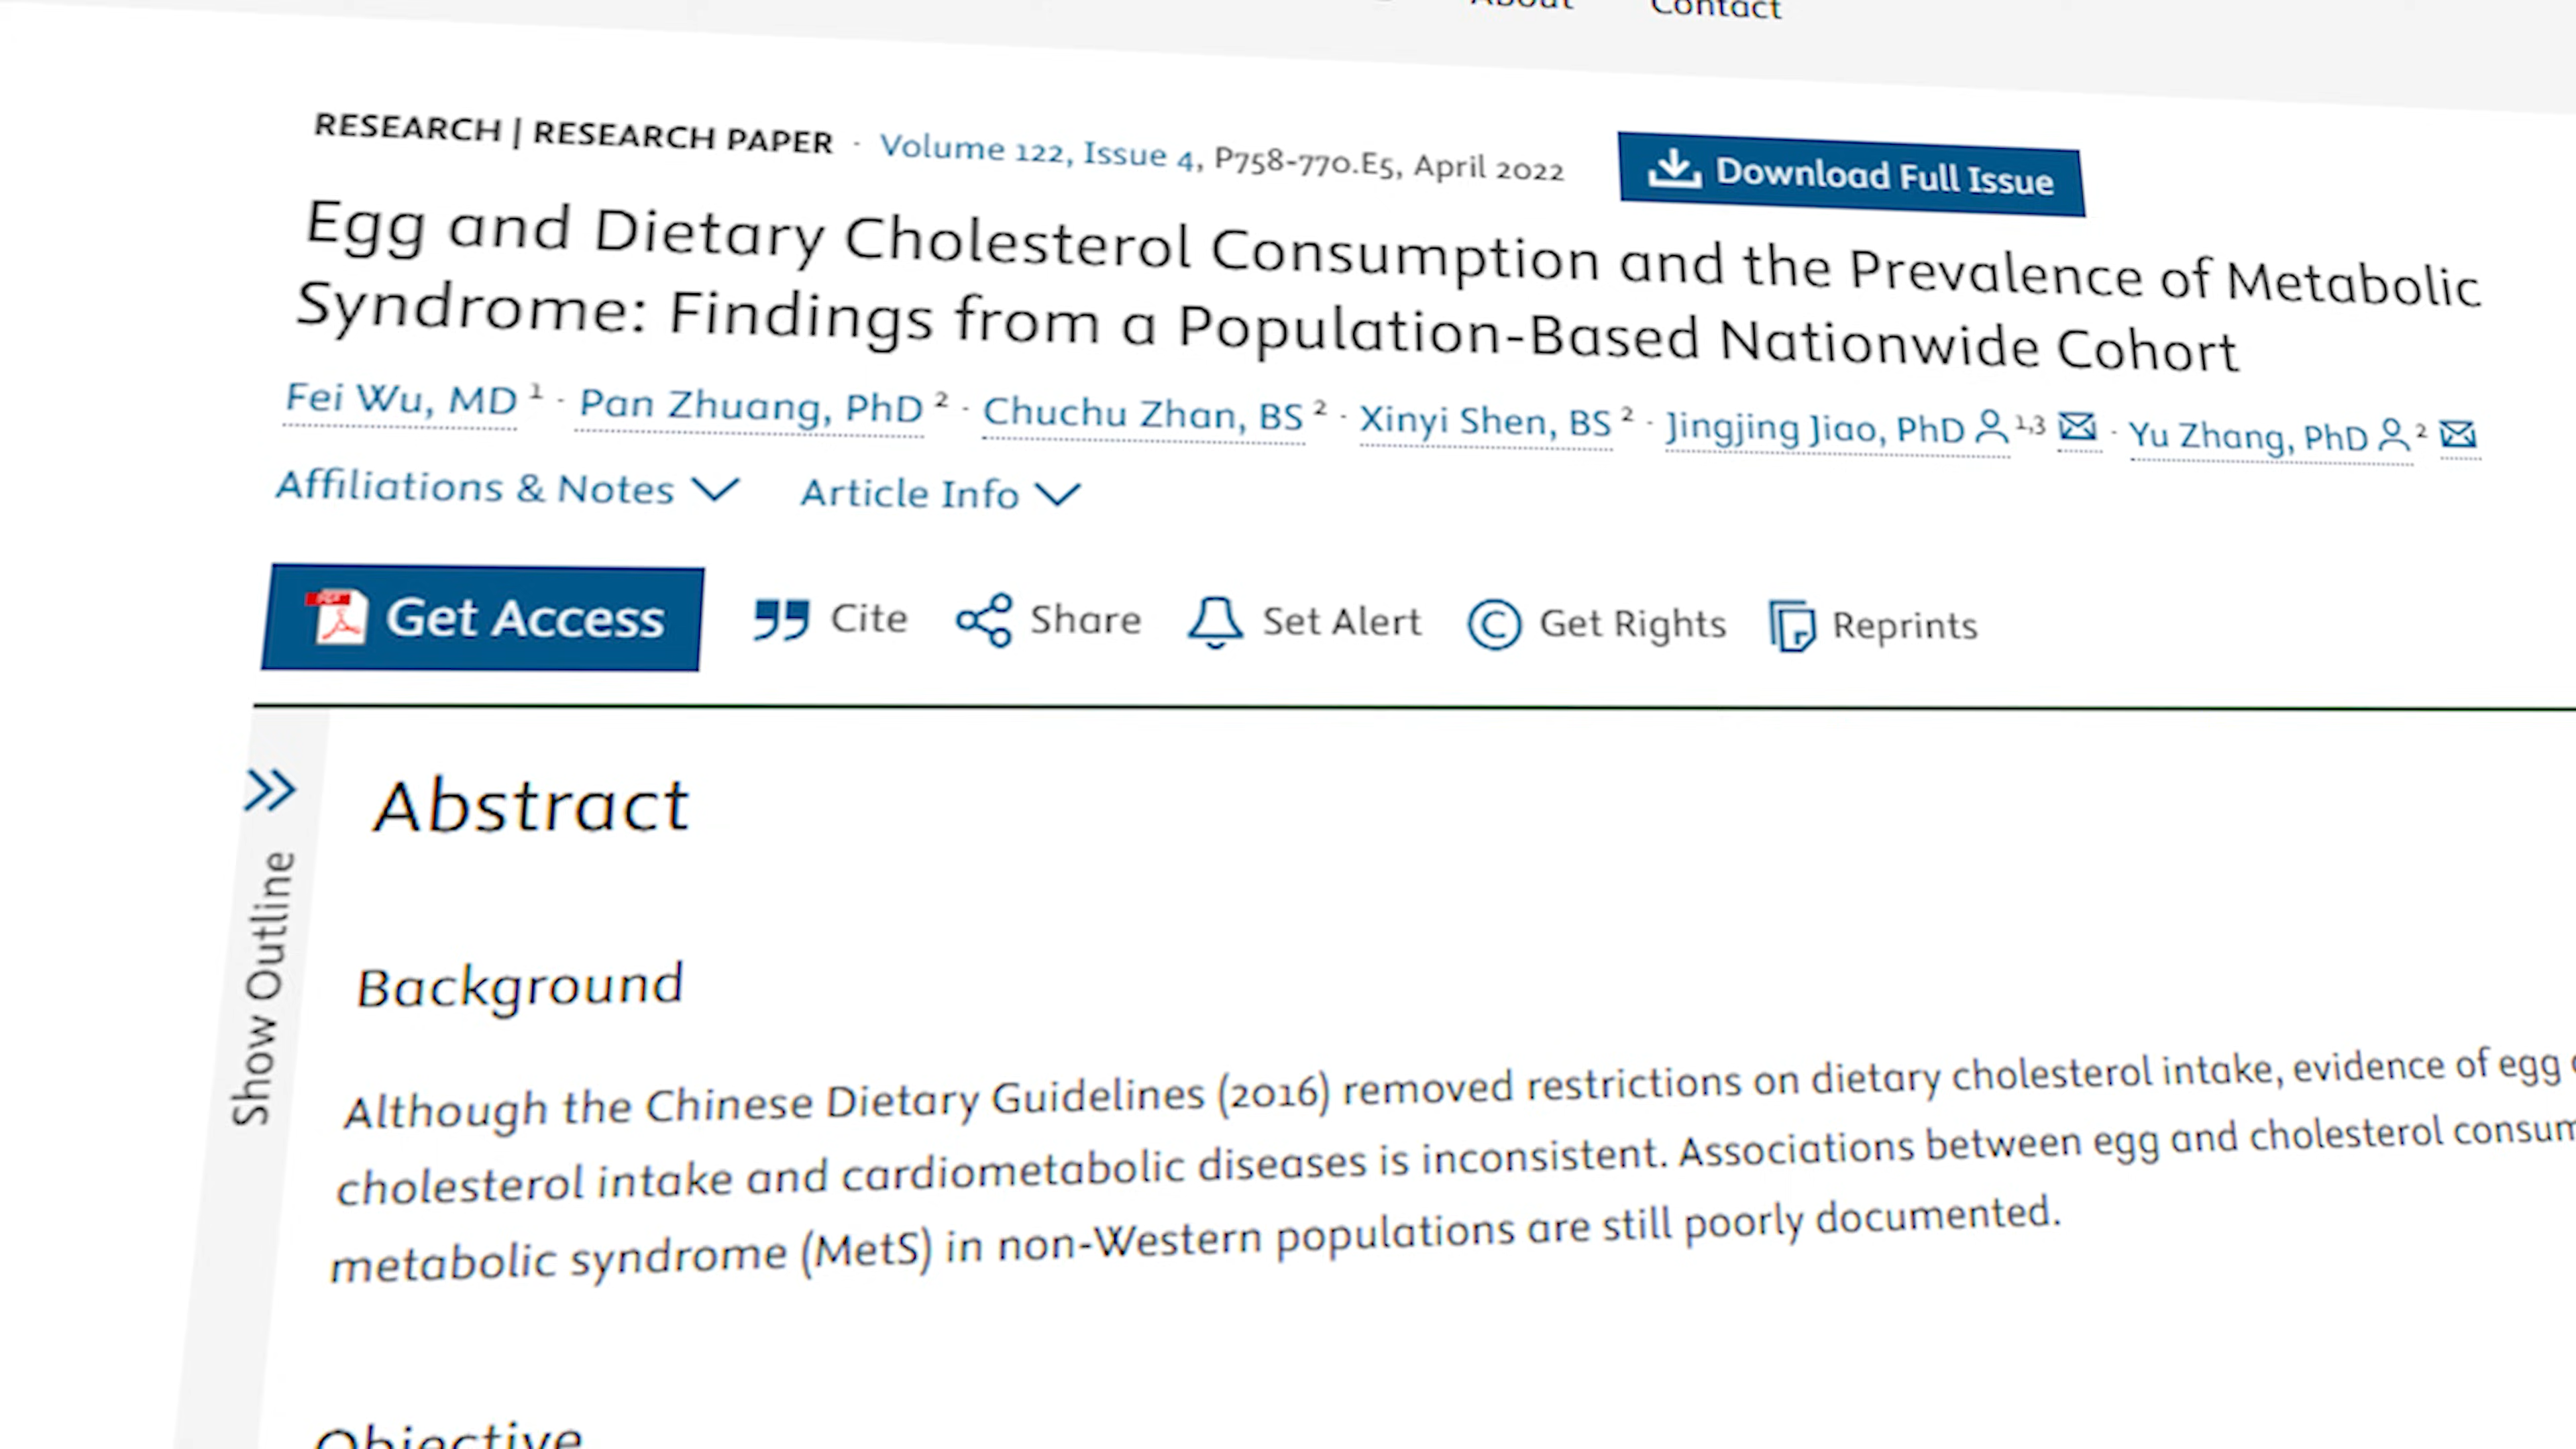 Contact
RESEARCH | RESEARCH PAPER · Volume 122, Issue 4, P758-770.E5, April 2022
Download Full Issue
Egg and Dietary Cholesterol Consumption and the Prevalence of Metabolic
Syndrome: Findings from a Population-Based Nationwide Cohort
Fei Wu, MD 1 · Pan Zhuang, PhD 2 · Chuchu Zhan, BS 2 · Xinyi Shen, BS 2 · Jingjing Jiao, PhD 1,3 · Yu Zhang, PhD 2
Affiliations & Notes Article Info
Get Access Cite Share Set Alert Get Rights Reprints
Show Outline
Abstract
Background
Although the Chinese Dietary Guidelines (2016) removed restrictions on dietary cholesterol intake, evidence of egg
cholesterol intake and cardiometabolic diseases is inconsistent. Associations between egg and cholesterol consum
metabolic syndrome (MetS) in non-Western populations are still poorly documented.
Objective